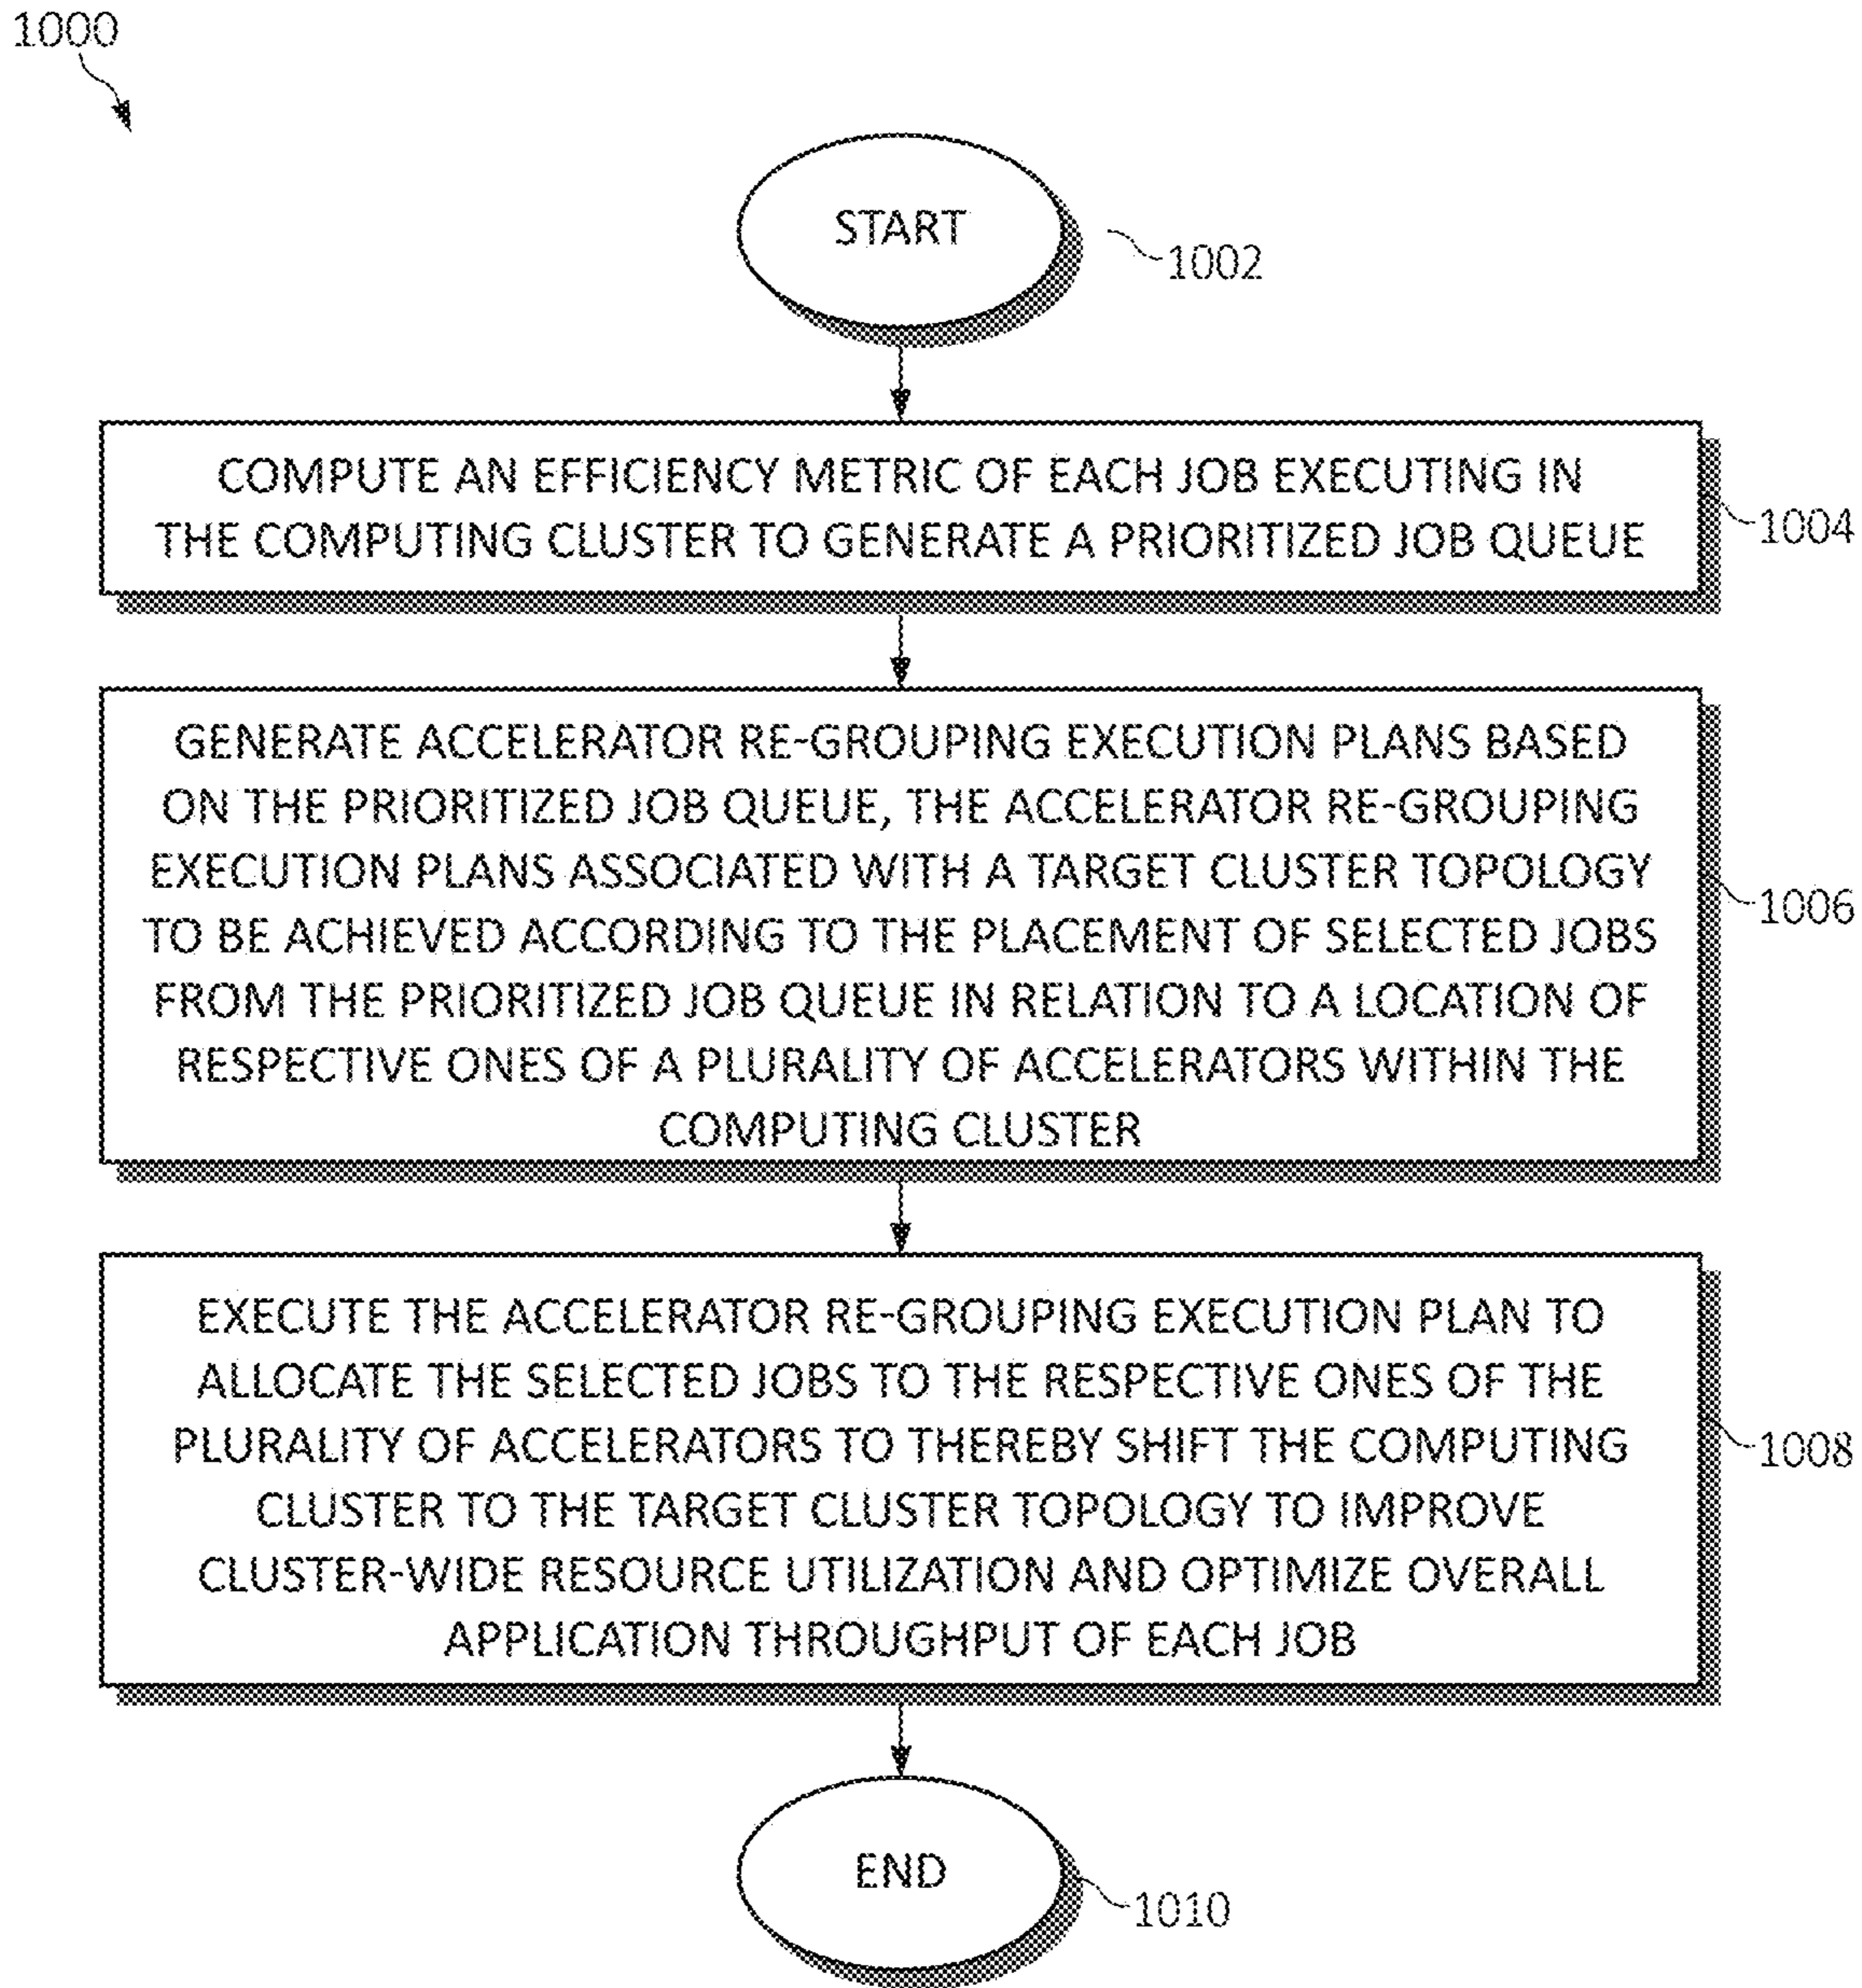 1000
START
1002
COMPUTE AN EFFICIENCY METRIC OF EACH JOB EXECUTING IN
THE COMPUTING CLUSTER TO GENERATE A PRIORITIZED JOB QUEUE
1004
GENERATE ACCELERATOR RE-GROUPING EXECUTION PLANS BASED
ON THE PRIORITIZED JOB QUEUE, THE ACCELERATOR RE-GROUPING
EXECUTION PLANS ASSOCIATED WITH A TARGET CLUSTER TOPOLOGY
TO BE ACHIEVED ACCORDING TO THE PLACEMENT OF SELECTED JOBS
FROM THE PRIORITIZED JOB QUEUE IN RELATION TO A LOCATION OF
RESPECTIVE ONES OF A PLURALITY OF ACCELERATORS WITHIN THE
COMPUTING CLUSTER
1006
EXECUTE THE ACCELERATOR RE-GROUPING EXECUTION PLAN TO
ALLOCATE THE SELECTED JOBS TO THE RESPECTIVE ONES OF THE
PLURALITY OF ACCELERATORS TO THEREBY SHIFT THE COMPUTING
CLUSTER TO THE TARGET CLUSTER TOPOLOGY TO IMPROVE
CLUSTER-WIDE RESOURCE UTILIZATION AND OPTIMIZE OVERALL
APPLICATION THROUGHPUT OF EACH JOB
1008
END
1010